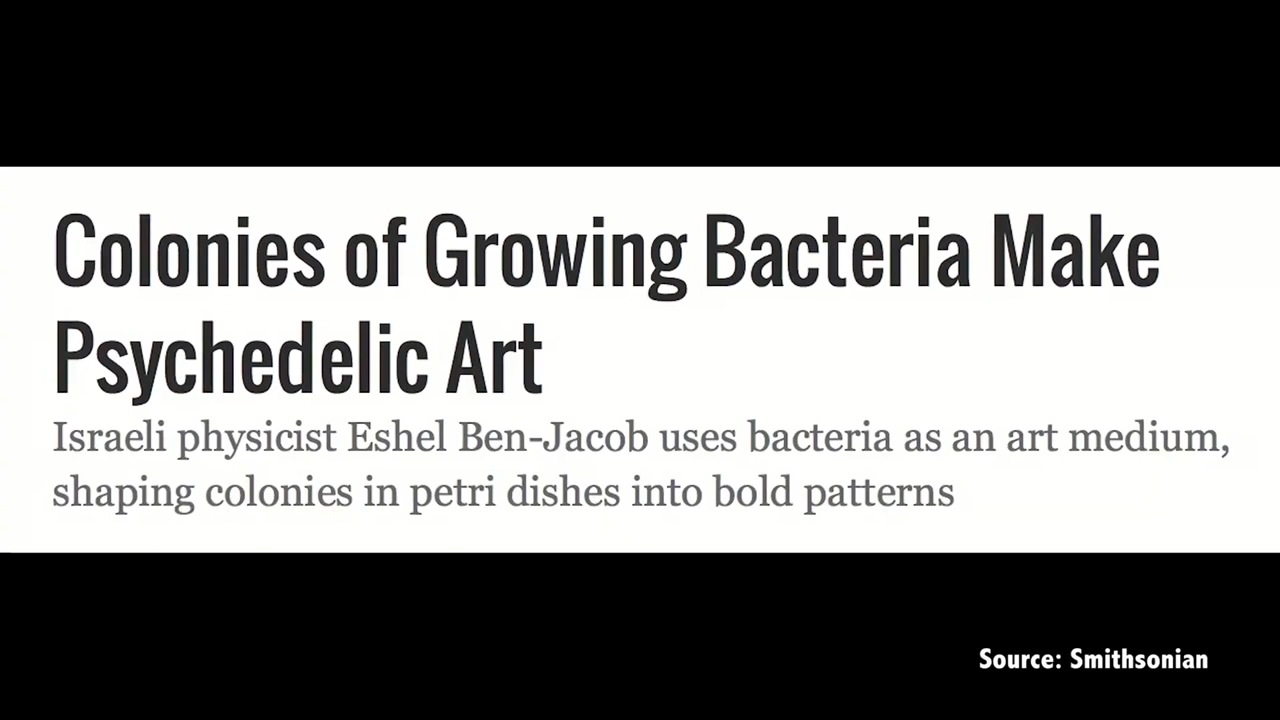 Colonies of Growing Bacteria Make
Psychedelic Art
Israeli physicist Eshel Ben-Jacob uses bacteria as an art medium,
shaping colonies in petri dishes into bold patterns
Source: Smithsonian